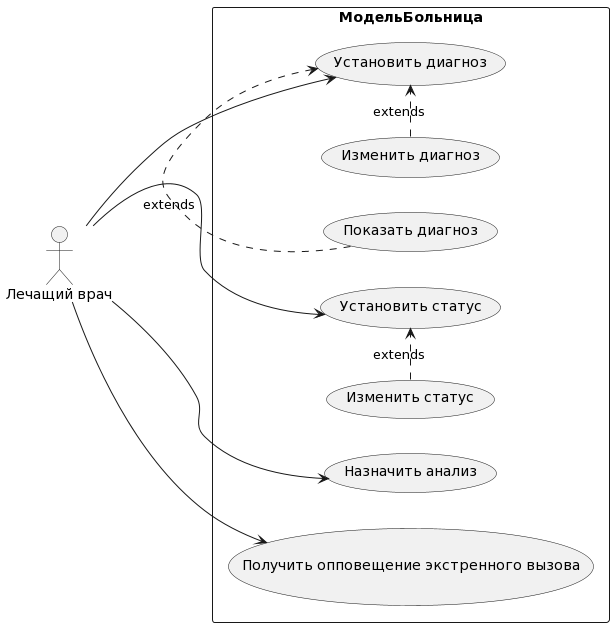 МодельБольница
Установить диагноз
extends
Изменить диагноз
extends
Показать диагноз
Лечащий врач
Установить статус
extends
Изменить статус
Назначить анализ
Получить опповещение экстренного вызова